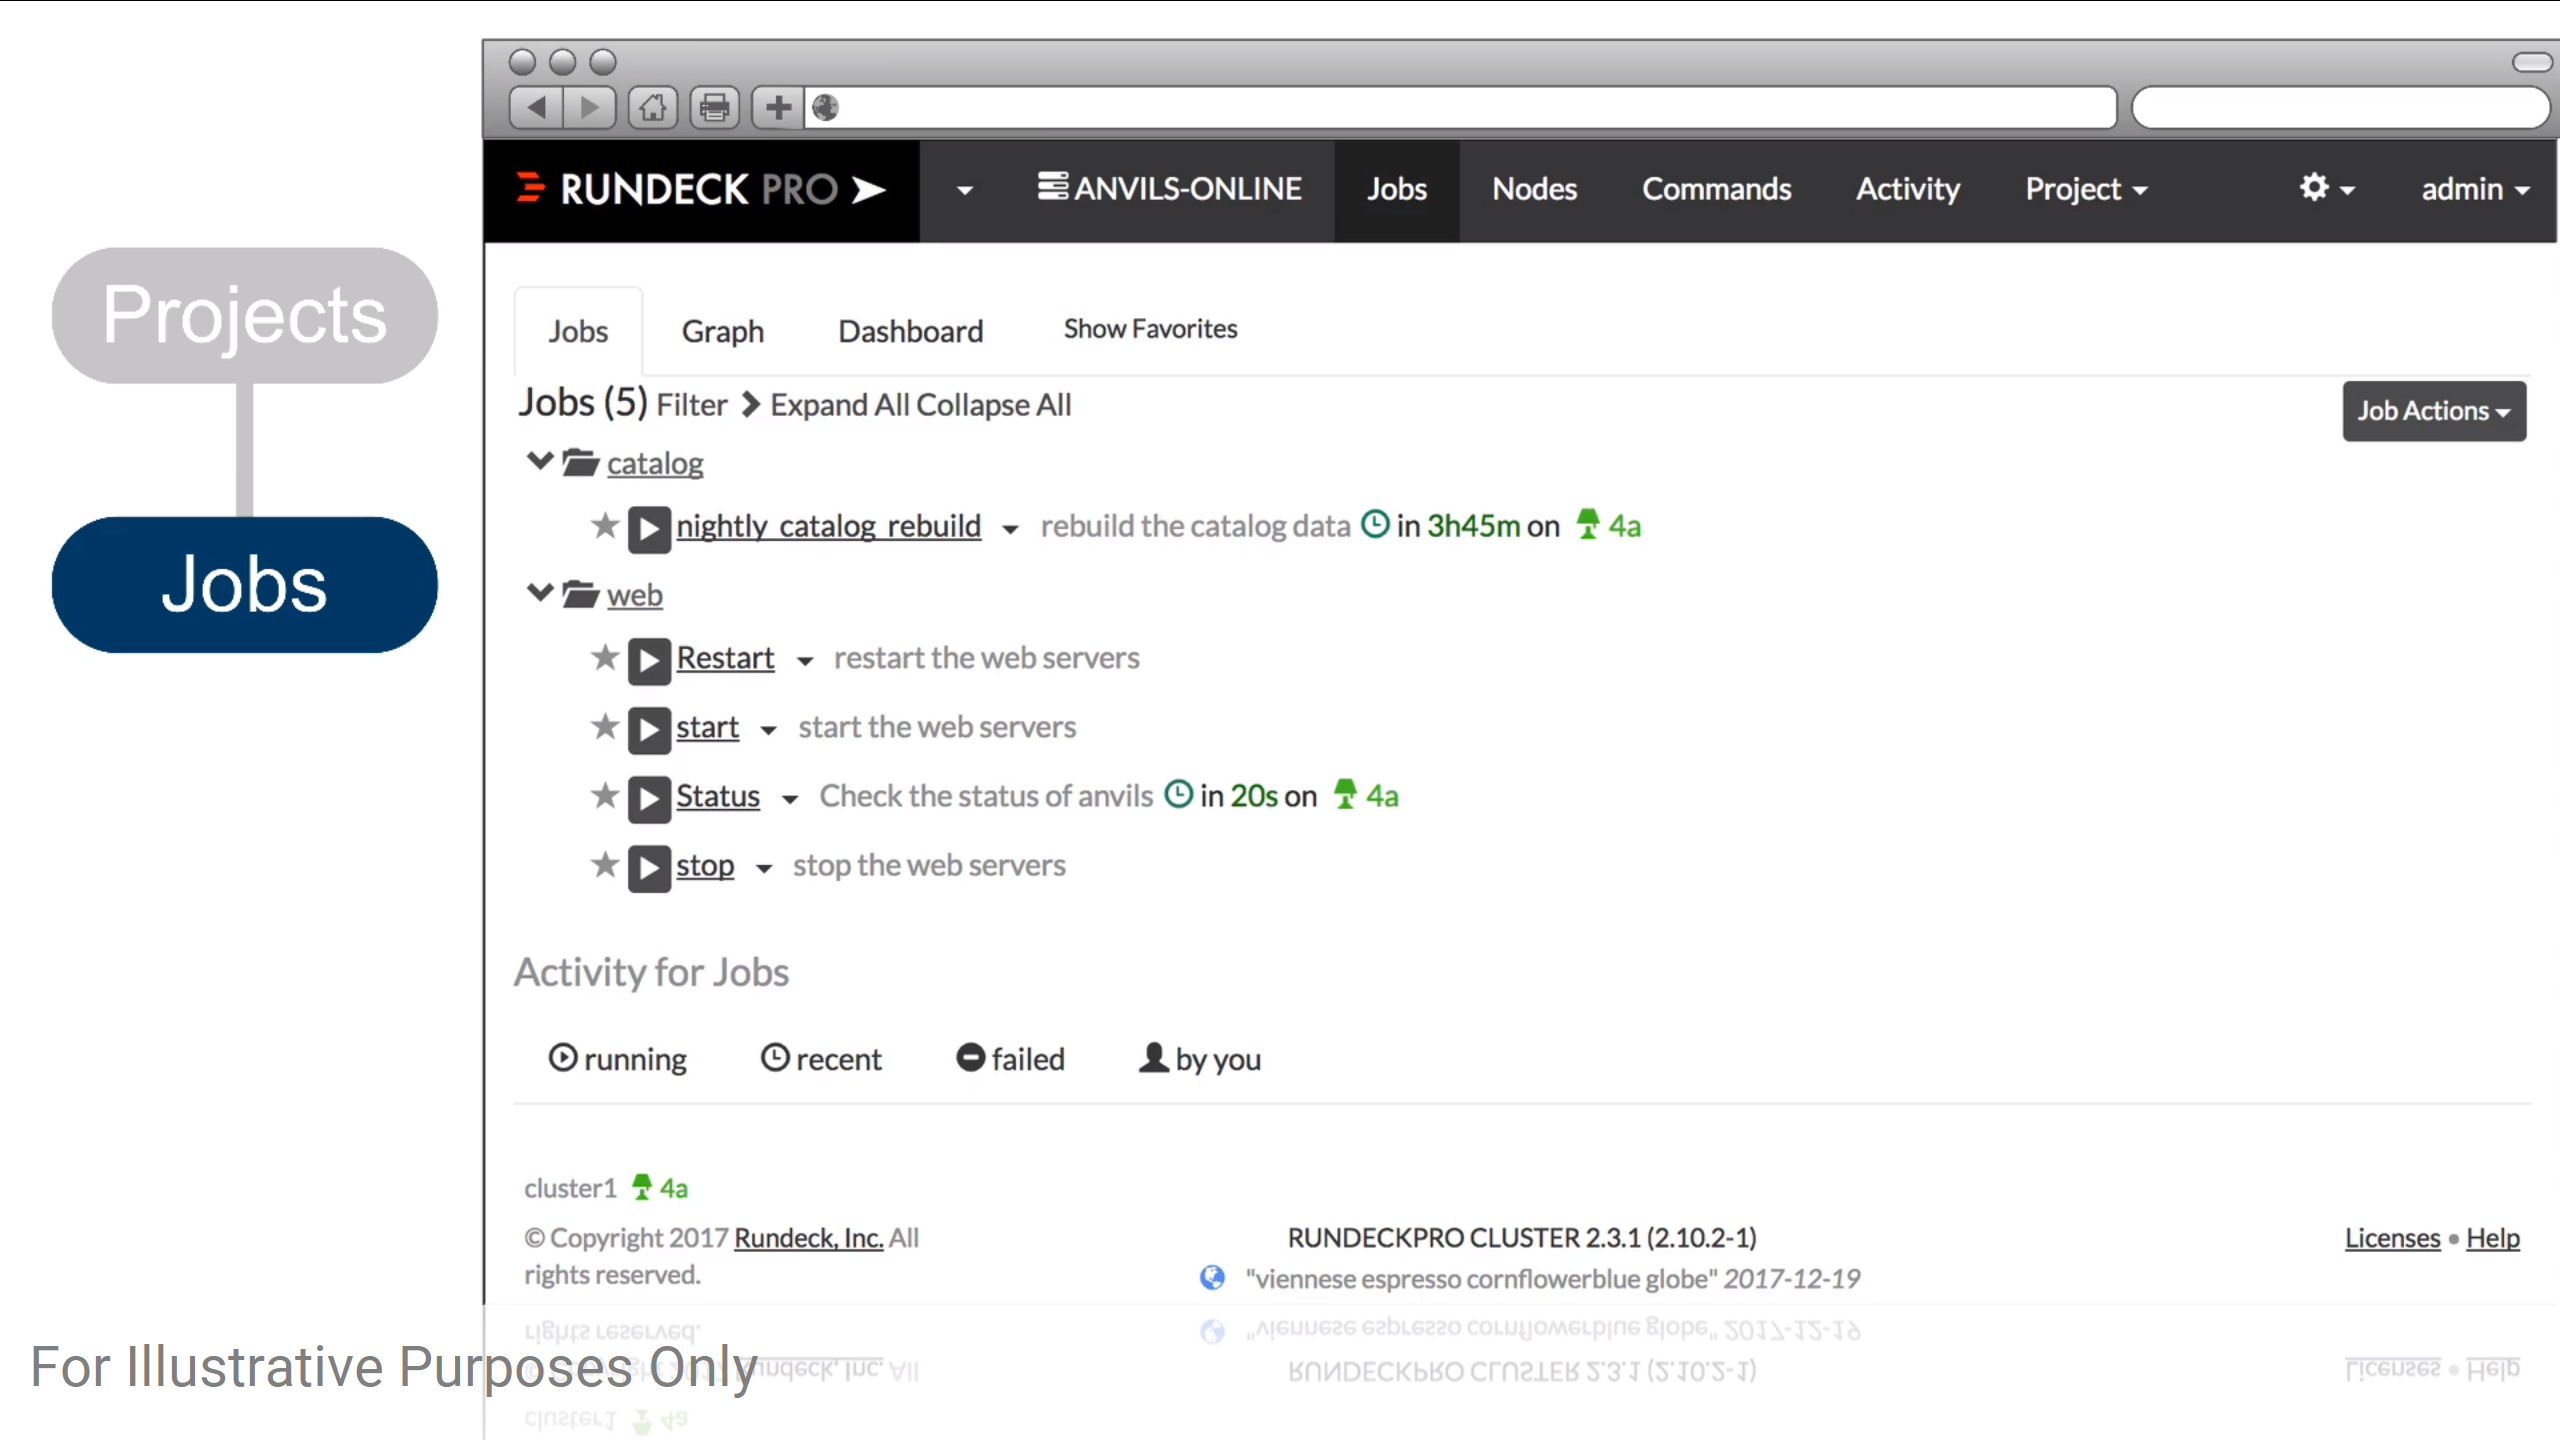 RUNDECK PRO ANVILS-ONLINE Jobs Nodes Commands Activity Project admin
Projects
Jobs
Jobs Graph Dashboard Show Favorites
Jobs (5) Filter Expand All Collapse All Job Actions
catalog
nightly_catalog_rebuild rebuild the catalog data in 3h45m on 4a
web
Restart restart the web servers
start start the web servers
Status Check the status of anvils in 20s on 4a
stop stop the web servers
Activity for Jobs
running recent failed by you
cluster1 4a
© Copyright 2017 Rundeck, Inc. All
rights reserved.
RUNDECKPRO CLUSTER 2.3.1 (2.10.2-1)
"viennese espresso cornflowerblue globe" 2017-12-19
Licenses • Help
For Illustrative Purposes Only